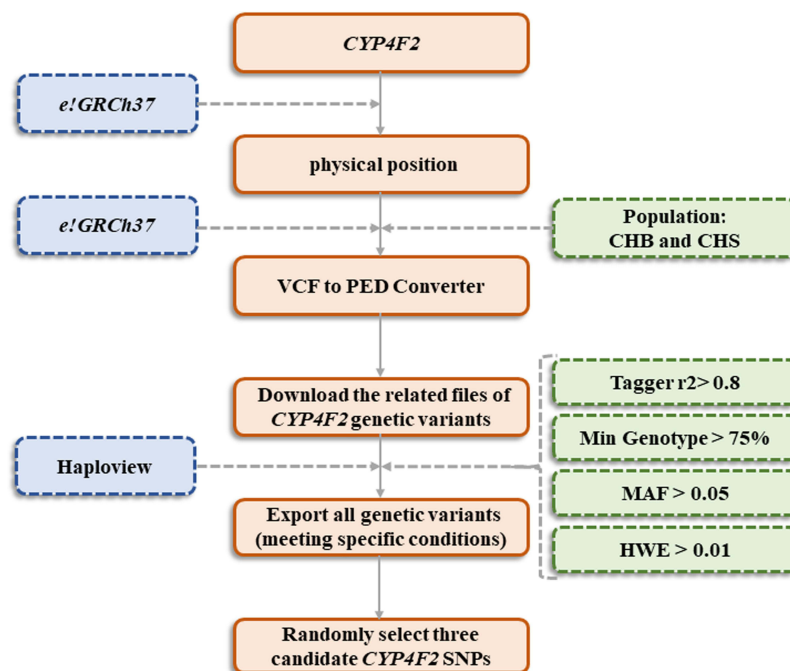 CYP4F2
e!GRCh37
physical position
e!GRCh37
Population:
CHB and CHS
VCF to PED Converter
Download the related files of
CYP4F2 genetic variants
Tagger r2> 0.8
Min Genotype > 75%
Haploview
MAF > 0.05
Export all genetic variants
(meeting specific conditions)
HWE > 0.01
Randomly select three
candidate CYP4F2 SNPs